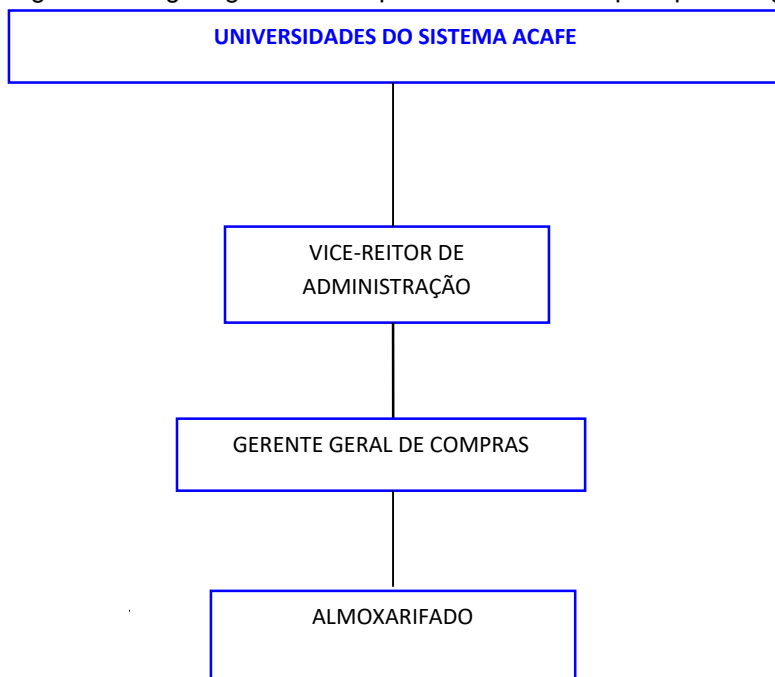 UNIVERSIDADES DO SISTEMA ACAFE
VICE-REITOR DE
ADMINISTRAÇÃO
GERENTE GERAL DE COMPRAS
ALMOXARIFADO